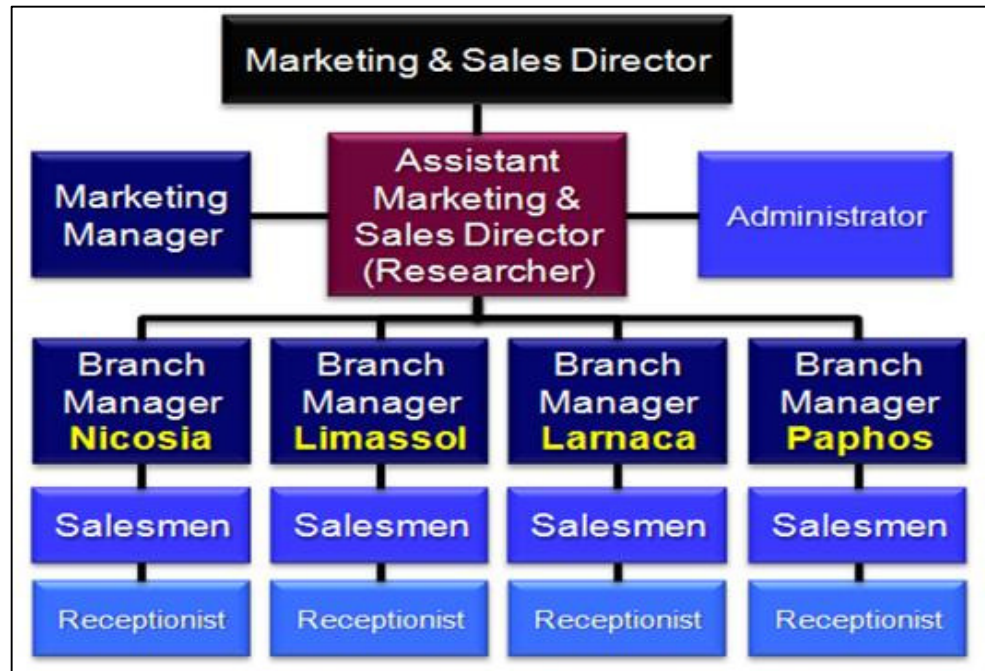 Marketing & Sales Director
Assistant
Marketing &
Sales Director
(Researcher)
Marketing
Manager
Administrator
Branch
Manager
Nicosia
Branch
Manager
Limassol
Branch
Manager
Larnaca
Branch
Manager
Paphos
Salesmen
Salesmen
Salesmen
Salesmen
Receptionist
Receptionist
Receptionist
Receptionist